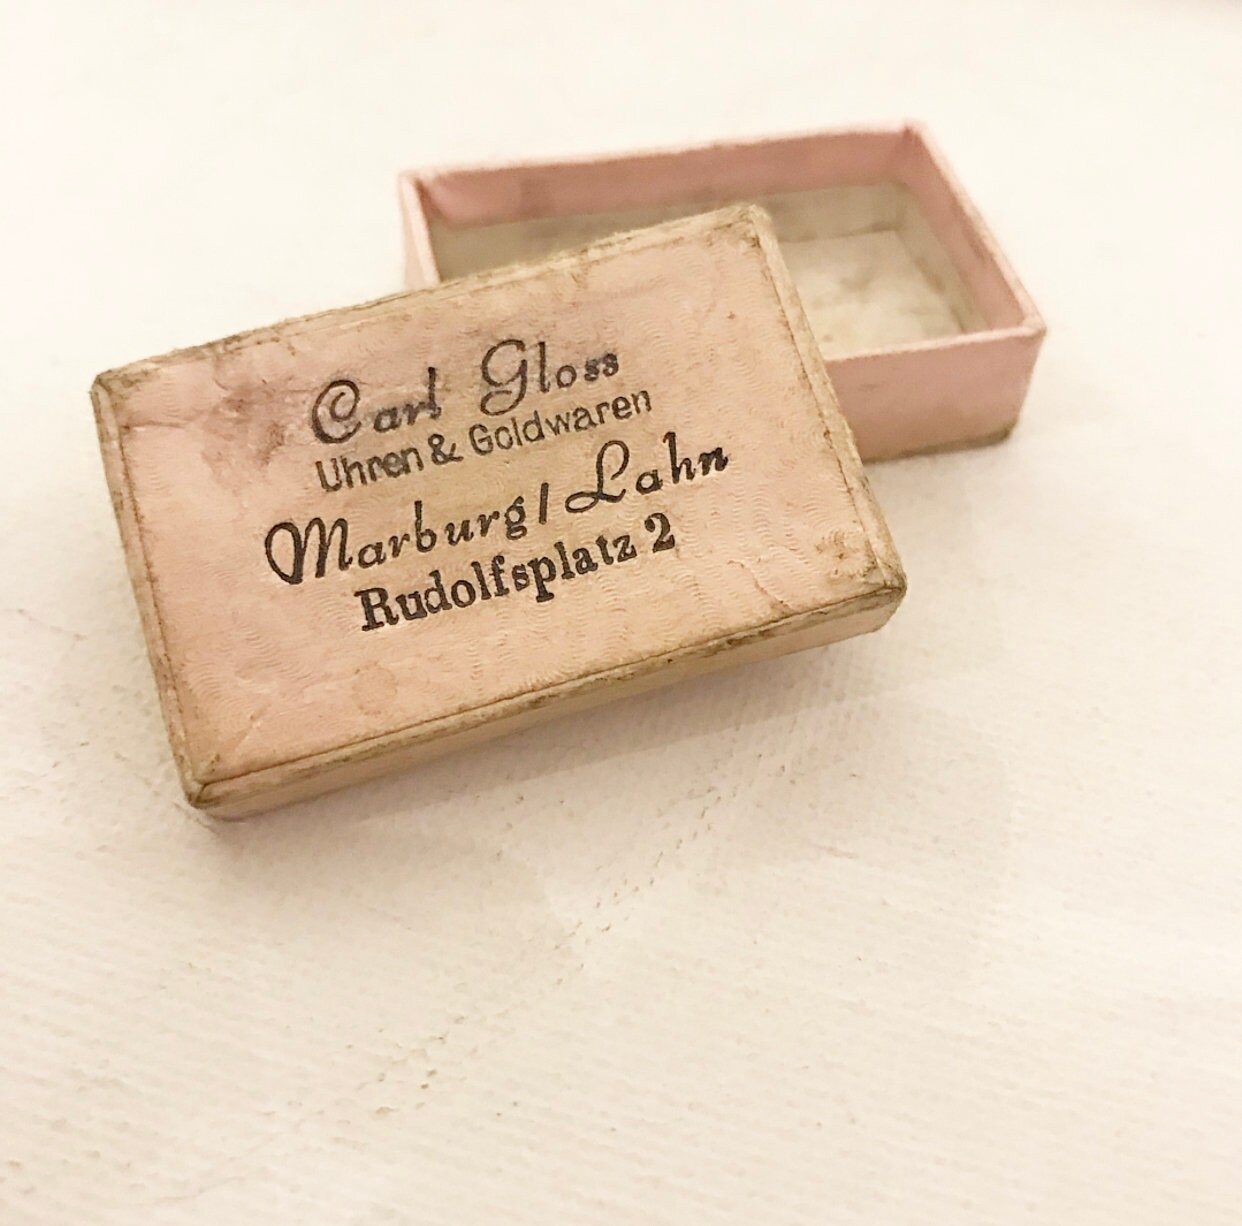 Carl Gloss
Uhren & Goldwaren
Marburg/Lahn
Rudolfsplatz 2